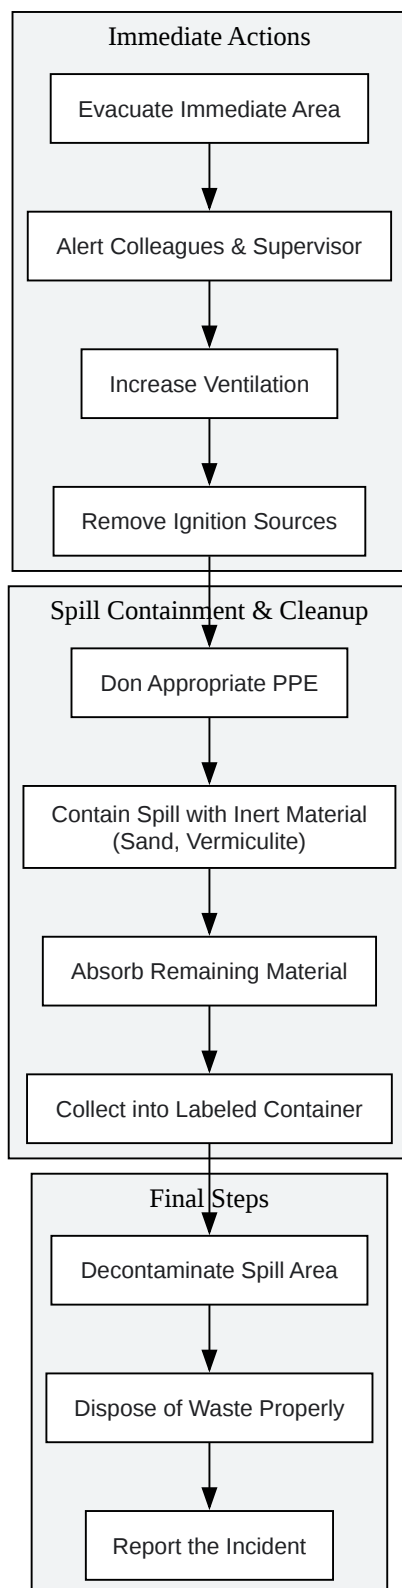 Immediate Actions
Evacuate Immediate Area
Alert Colleagues & Supervisor
Increase Ventilation
Remove Ignition Sources
Spill Containment & Cleanup
Don Appropriate PPE
Contain Spill with Inert Material
(Sand, Vermiculite)
Absorb Remaining Material
Collect into Labeled Container
Final Steps
Decontaminate Spill Area
Dispose of Waste Properly
Report the Incident